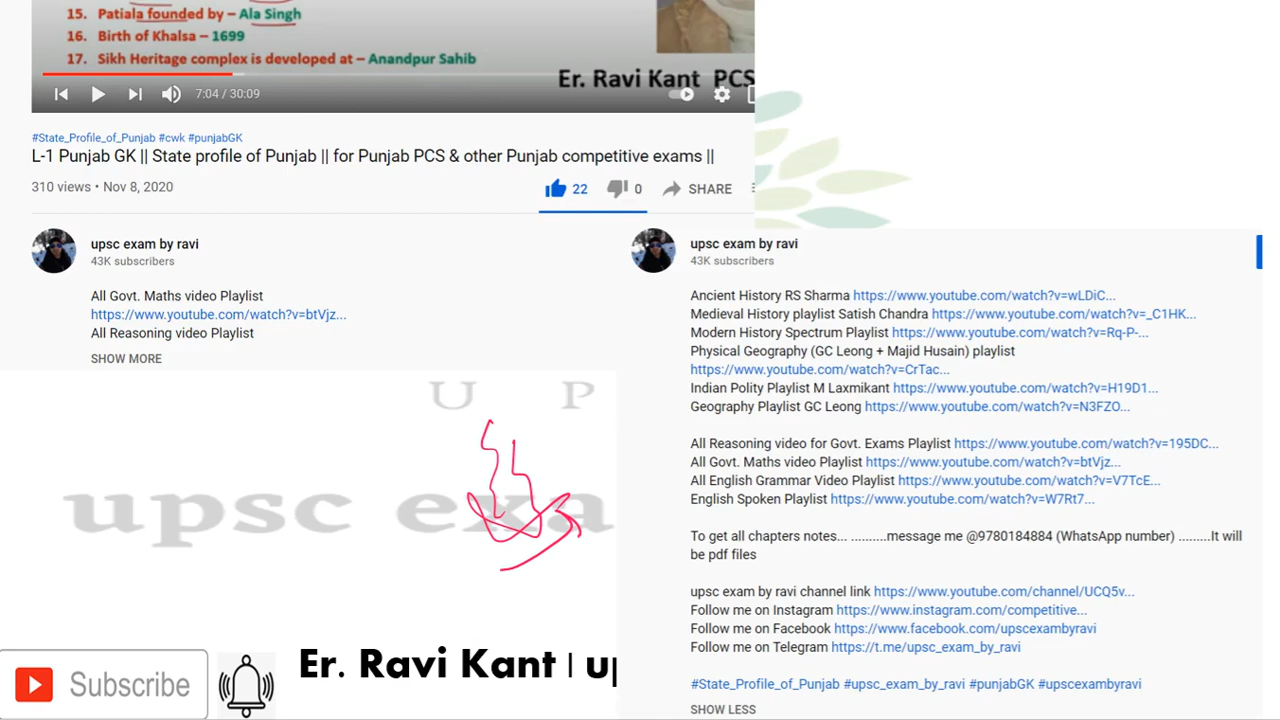 15. Patiala founded by – Ala Singh
16. Birth of Khalsa – 1699
17. Sikh Heritage complex is developed at – Anandpur Sahib
Er. Ravi Kant PCS
7:04 / 30:09
#State_Profile_of_Punjab #cwk #punjabGK
L-1 Punjab GK || State profile of Punjab || for Punjab PCS & other Punjab competitive exams ||
310 views • Nov 8, 2020
22 0 SHARE
upsc exam by ravi
43K subscribers
All Govt. Maths video Playlist
https://www.youtube.com/watch?v=btVjz...
All Reasoning video Playlist
SHOW MORE
upsc exam by ravi
43K subscribers
Ancient History RS Sharma https://www.youtube.com/watch?v=wLDiC...
Medieval History playlist Satish Chandra https://www.youtube.com/watch?v=_C1HK...
Modern History Spectrum Playlist https://www.youtube.com/watch?v=Rq-P-...
Physical Geography (GC Leong + Majid Husain) playlist
https://www.youtube.com/watch?v=CrTac...
Indian Polity Playlist M Laxmikant https://www.youtube.com/watch?v=H19D1...
Geography Playlist GC Leong https://www.youtube.com/watch?v=N3FZO...
All Reasoning video for Govt. Exams Playlist https://www.youtube.com/watch?v=195DC...
All Govt. Maths video Playlist https://www.youtube.com/watch?v=btVjz...
All English Grammar Video Playlist https://www.youtube.com/watch?v=V7TcE...
English Spoken Playlist https://www.youtube.com/watch?v=W7Rt7...
To get all chapters notes... ..........message me @9780184884 (WhatsApp number) .........It will
be pdf files
upsc exam by ravi channel link https://www.youtube.com/channel/UCQ5v...
Follow me on Instagram https://www.instagram.com/competitive...
Follow me on Facebook https://www.facebook.com/upscexambyravi
Follow me on Telegram https://t.me/upsc_exam_by_ravi
#State_Profile_of_Punjab #upsc_exam_by_ravi #punjabGK #upscexambyravi
SHOW LESS
U P
upsc exa
Subscribe
Er. Ravi Kant | up